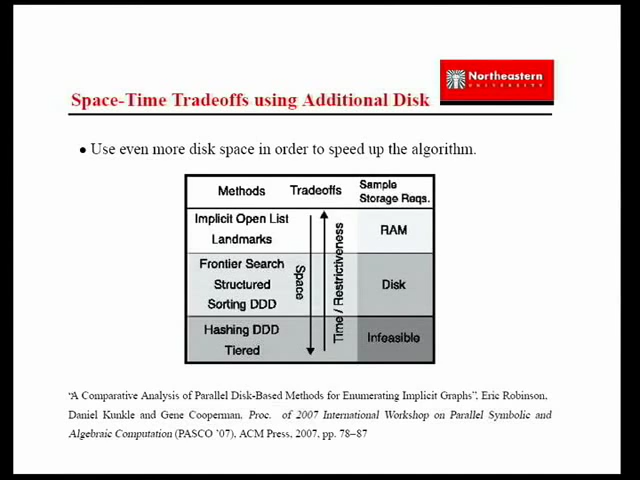 Northeastern
UNIVERSITY
Space-Time Tradeoffs using Additional Disk
• Use even more disk space in order to speed up the algorithm.
Methods Tradeoffs Sample Storage Reqs.
Implicit Open List
Landmarks
RAM
Frontier Search
Structured
Sorting DDD
Disk
Hashing DDD
Tiered
Infeasible
Space
Time / Restrictiveness
"A Comparative Analysis of Parallel Disk-Based Methods for Enumerating Implicit Graphs", Eric Robinson,
Daniel Kunkle and Gene Cooperman, Proc. of 2007 International Workshop on Parallel Symbolic and
Algebraic Computation (PASCO '07), ACM Press, 2007, pp. 78–87